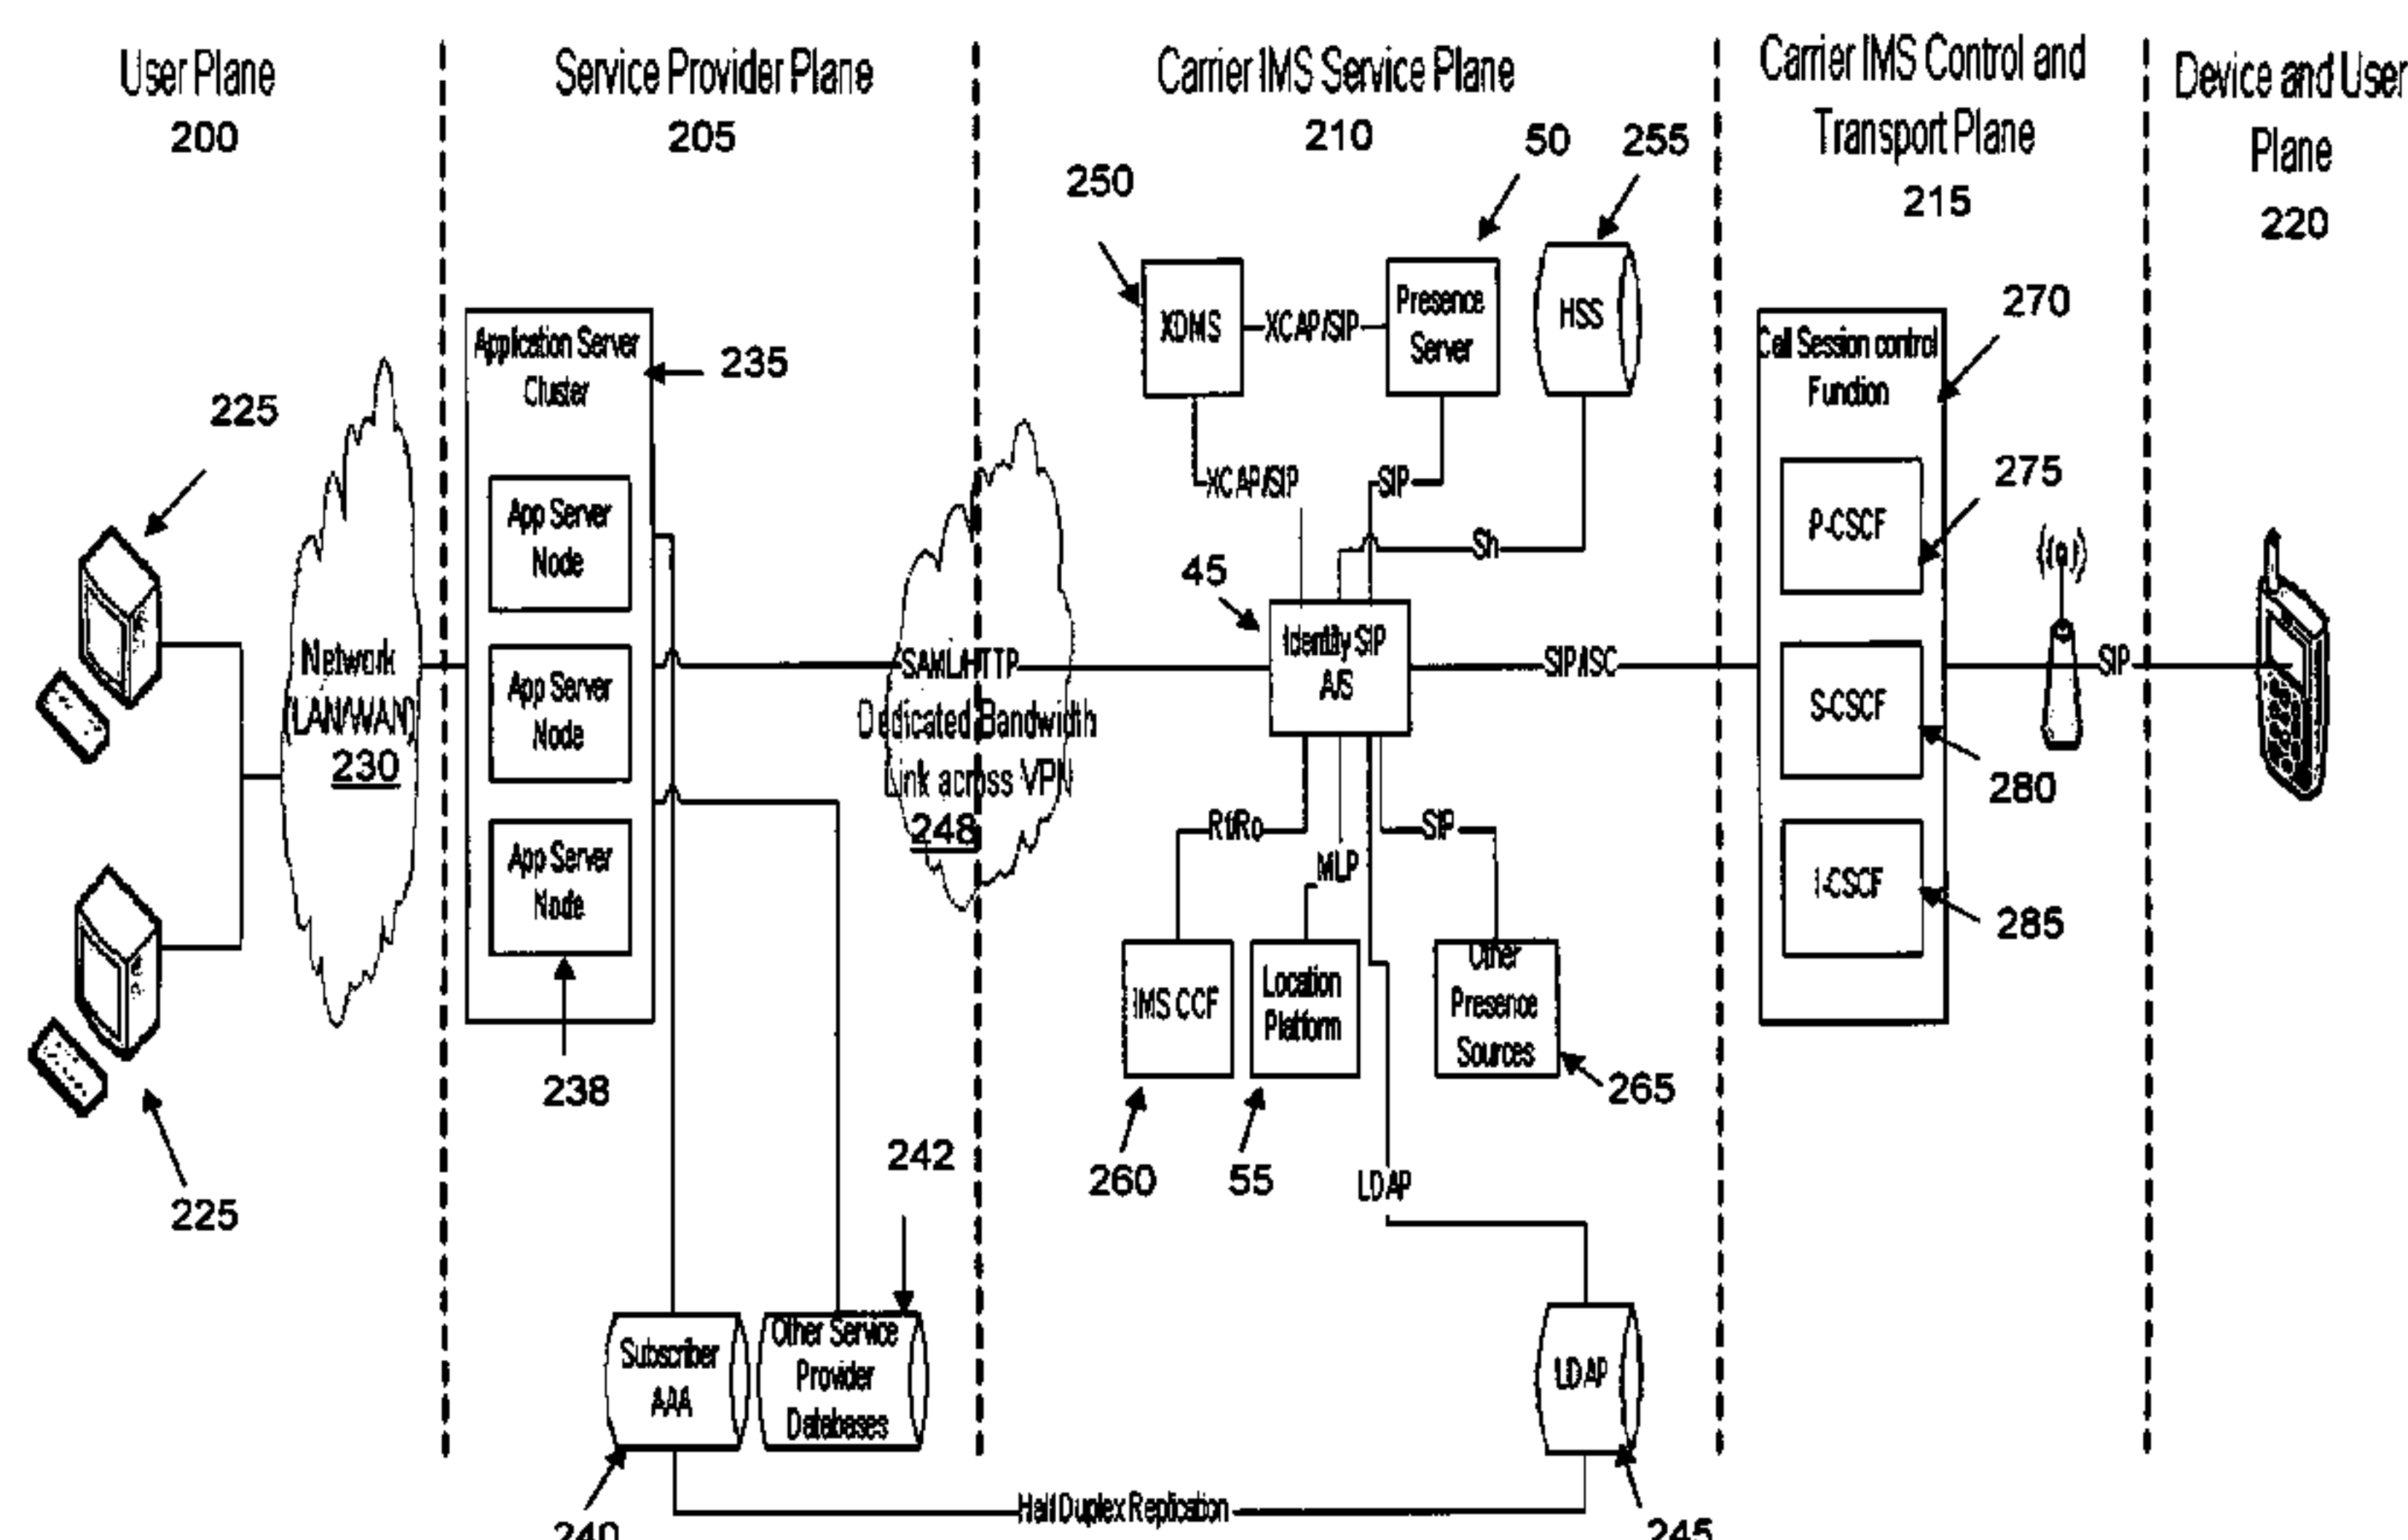 User Plane
200
Service Provider Plane
205
Carrier IMS Service Plane
210
Carrier IMS Control and
Transport Plane
215
Device and User
Plane
220
225
225
Network
(LAN/WAN)
230
Application Server
Cluster
235
App Server
Node
App Server
Node
App Server
Node
238
242
Subscriber
AAA
240
Other Service
Provider
Databases
SAML/HTTP
Dedicated Bandwidth
Link across VPN
248
250
XDMS
XCAP/SIP
50
Presence
Server
255
HSS
XCAP/SIP
SIP
Sh
45
Identity SIP
A/S
SIP/ISC
Rf/Ro
MLP
SIP
IMS CCF
260
Location
Platform
55
Other
Presence
Sources
265
LDAP
LDAP
245
Half Duplex Replication
270
Call Session control
Function
P-CSCF
275
S-CSCF
280
I-CSCF
285
SIP